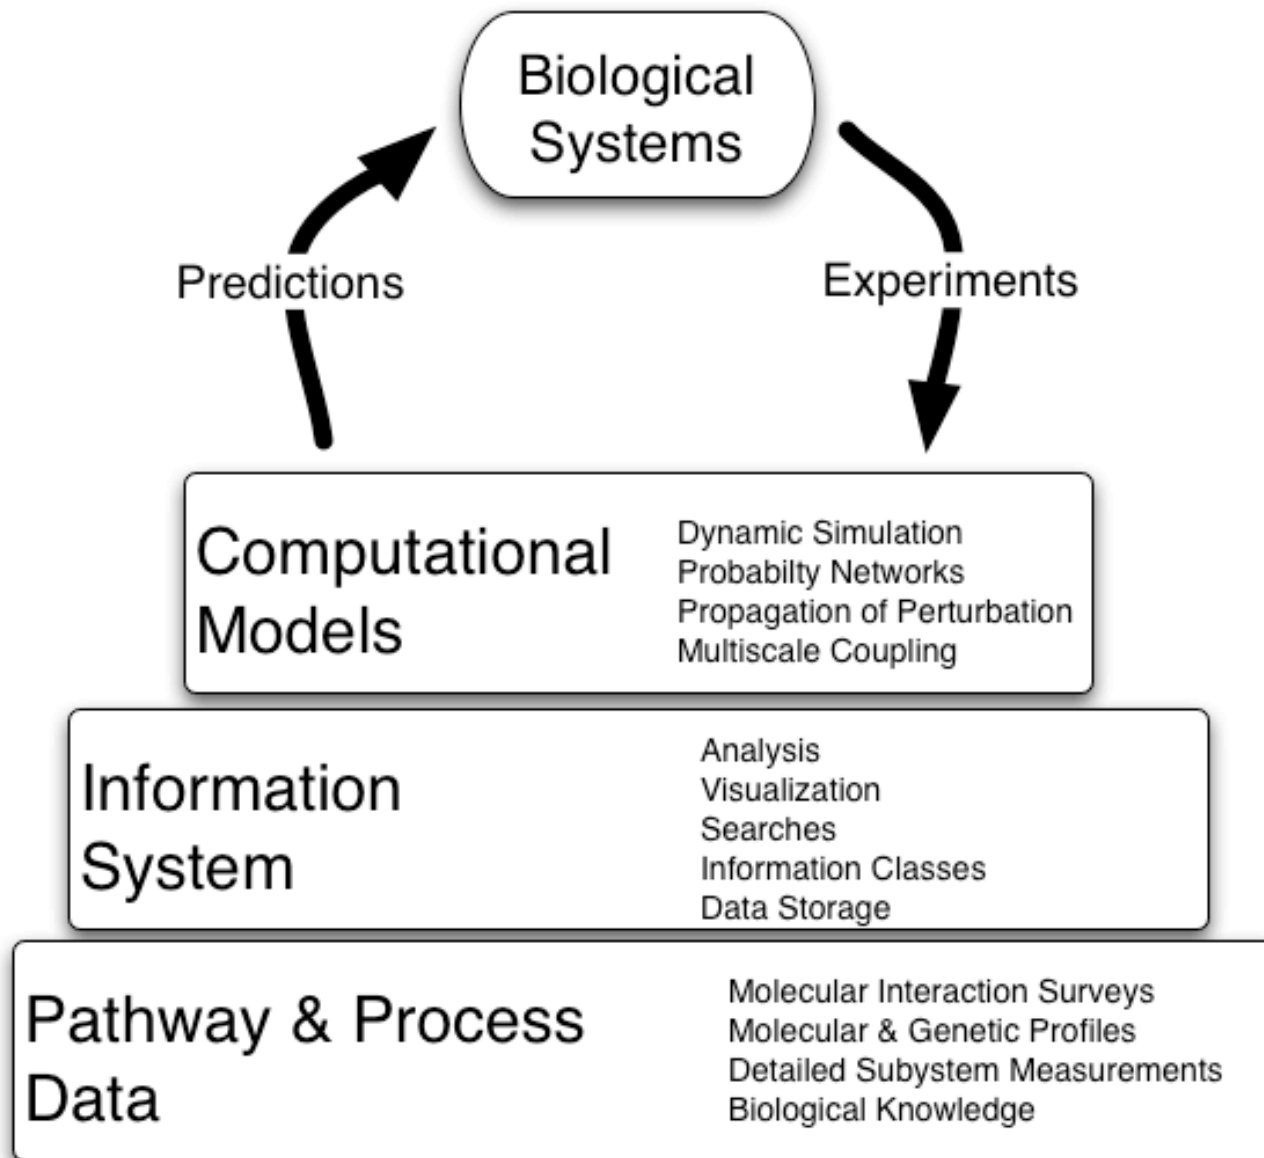 Biological
Systems
Predictions
Experiments
Computational
Models
Dynamic Simulation
Probabilty Networks
Propagation of Perturbation
Multiscale Coupling
Information
System
Analysis
Visualization
Searches
Information Classes
Data Storage
Pathway & Process
Data
Molecular Interaction Surveys
Molecular & Genetic Profiles
Detailed Subystem Measurements
Biological Knowledge